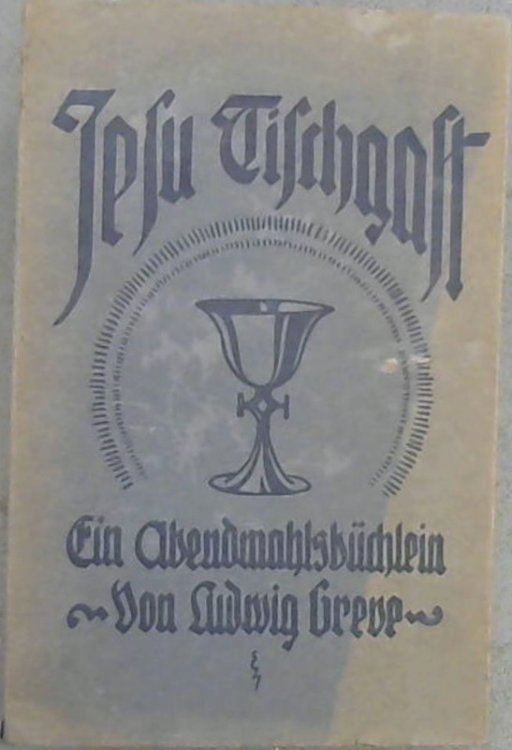 Jesu Tischgast
Ein Abendmahlsbüchlein
Von Ludwig Greve